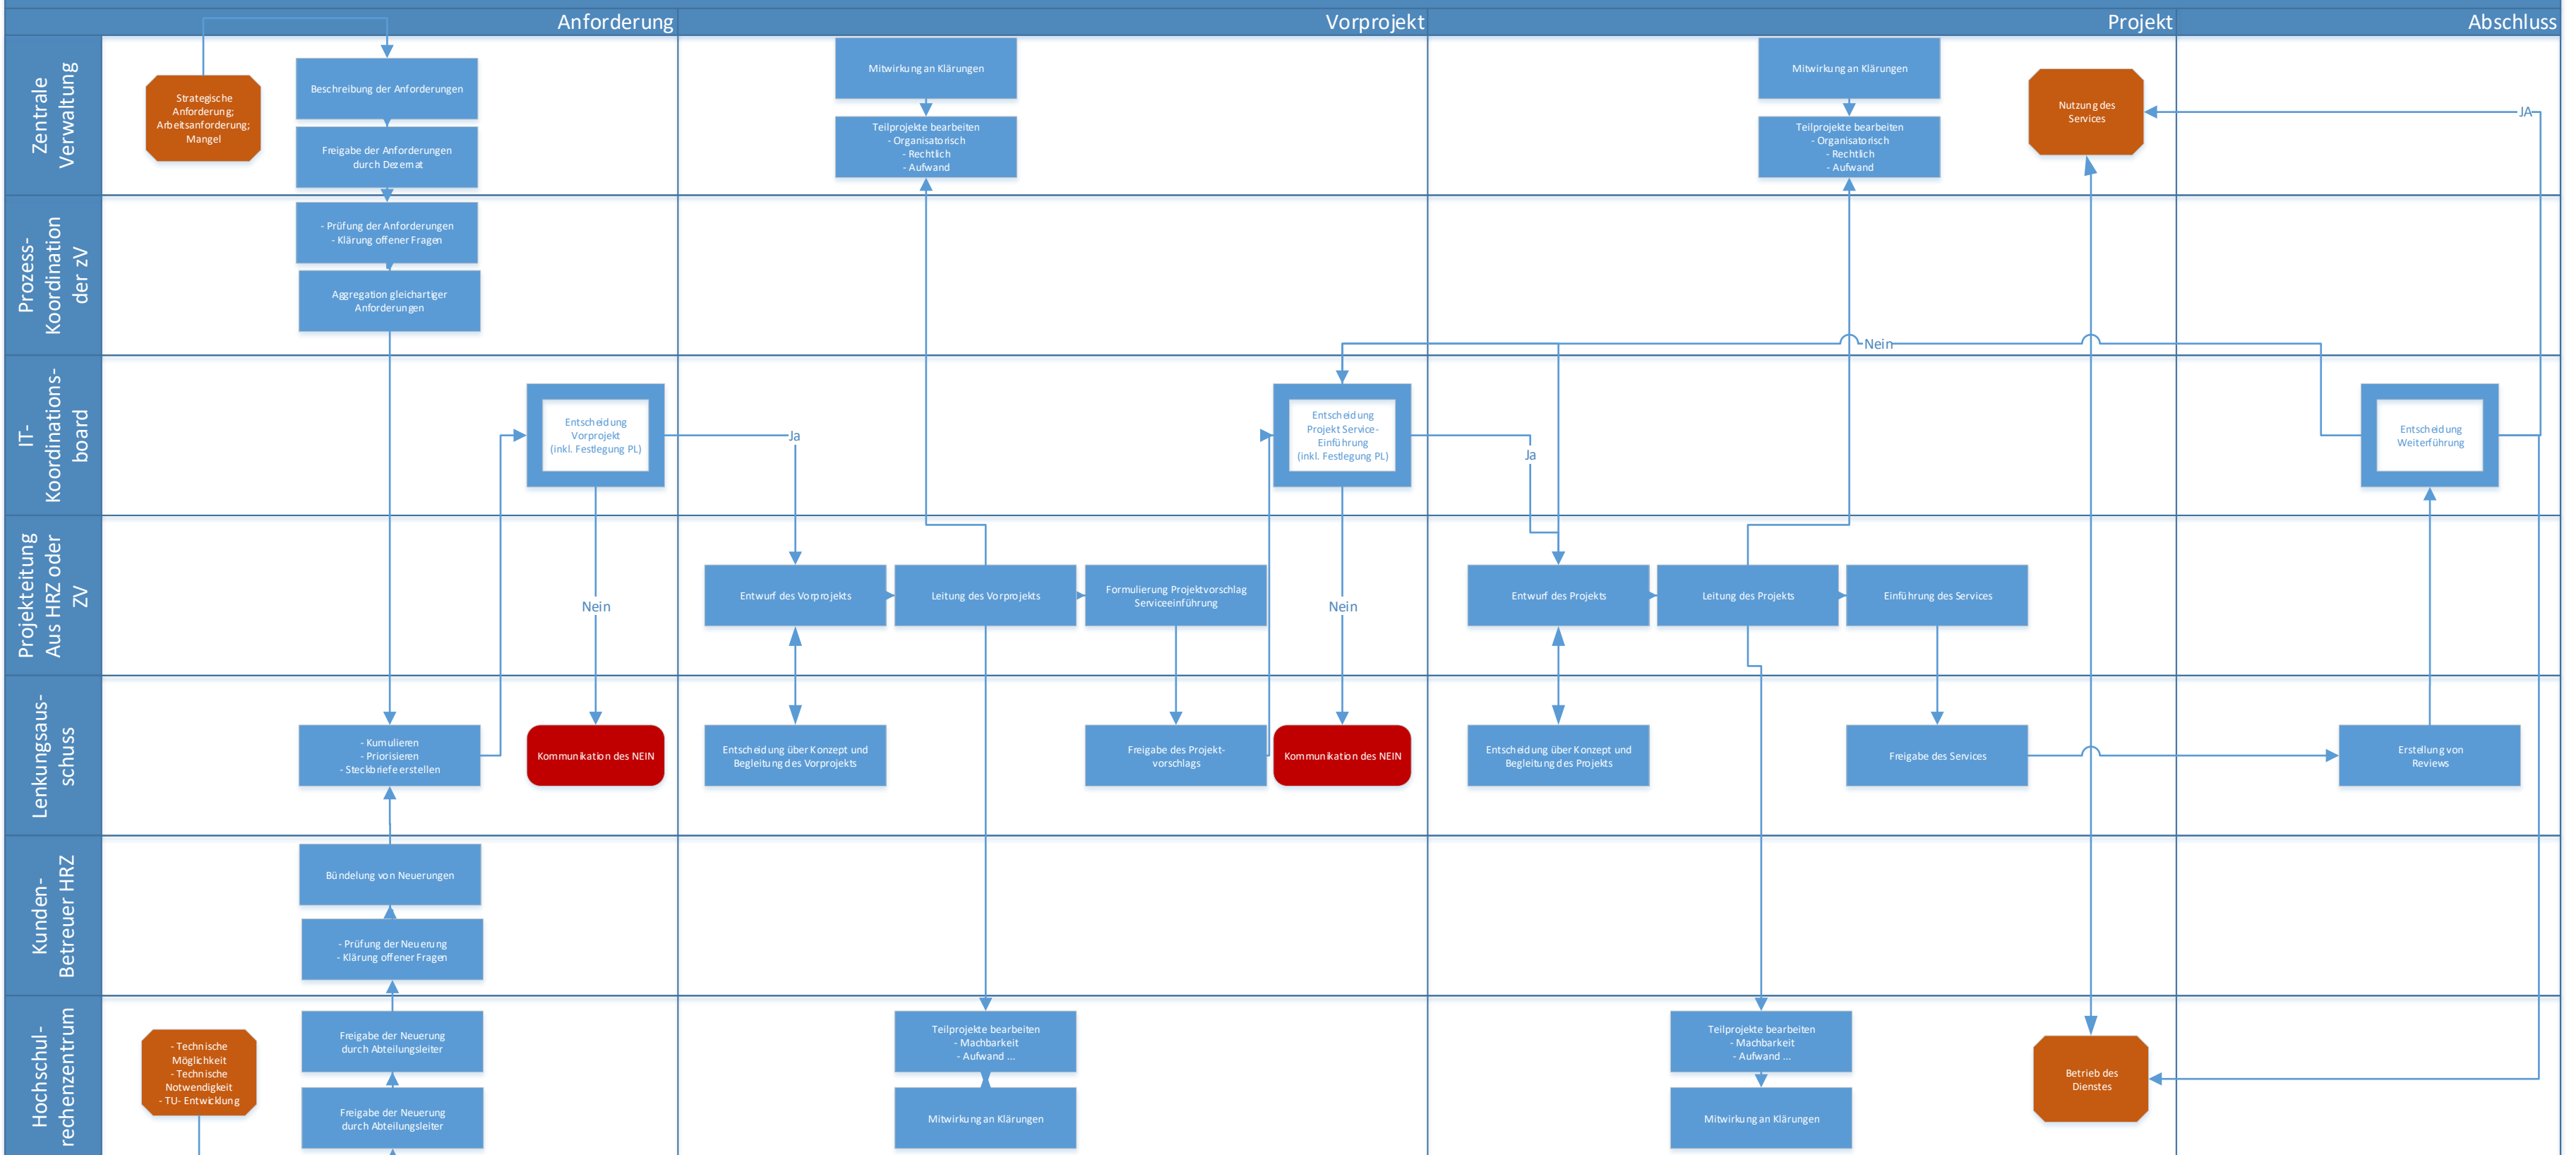 Anforderung
Vorprojekt
Projekt
Abschluss
Zentrale
Verwaltung
Strategische
Anforderung;
Arbeitsanforderung;
Mangel
Beschreibung der Anforderungen
Freigabe der Anforderungen
durch Dezernat
Mitwirkung an Klärungen
Teilprojekte bearbeiten
- Organisatorisch
- Rechtlich
- Aufwand
Mitwirkung an Klärungen
Teilprojekte bearbeiten
- Organisatorisch
- Rechtlich
- Aufwand
Nutzung des
Services
JA
Prozess-
Koordination
der zV
- Prüfung der Anforderungen
- Klärung offener Fragen
Aggregation gleichartiger
Anforderungen
Nein
IT-
Koordinations-
board
Entscheidung
Vorprojekt
(inkl. Festlegung PL)
Ja
Entscheidung
Projekt Service-
Einführung
(inkl. Festlegung PL)
Ja
Entscheidung
Weiterführung
Projekteitung
Aus HRZ oder
ZV
Nein
Entwurf des Vorprojekts
Leitung des Vorprojekts
Formulierung Projektvorschlag
Serviceeinführung
Nein
Entwurf des Projekts
Leitung des Projekts
Einführung des Services
Lenkungsaus-
schuss
- Kumulieren
- Priorisieren
- Steckbriefe erstellen
Kommunikation des NEIN
Entscheidung über Konzept und
Begleitung des Vorprojekts
Freigabe des Projekt-
vorschlags
Kommunikation des NEIN
Entscheidung über Konzept und
Begleitung des Projekts
Freigabe des Services
Erstellung von
Reviews
Kunden-
Betreuer HRZ
Bündelung von Neuerungen
- Prüfung der Neuerung
- Klärung offener Fragen
Hochschul-
rechenzentrum
- Technische
Möglichkeit
- Technische
Notwendigkeit
- TU- Entwicklung
Freigabe der Neuerung
durch Abteilungsleiter
Freigabe der Neuerung
durch Abteilungsleiter
Teilprojekte bearbeiten
- Machbarkeit
- Aufwand ...
Mitwirkung an Klärungen
Teilprojekte bearbeiten
- Machbarkeit
- Aufwand ...
Mitwirkung an Klärungen
Betrieb des
Dienstes